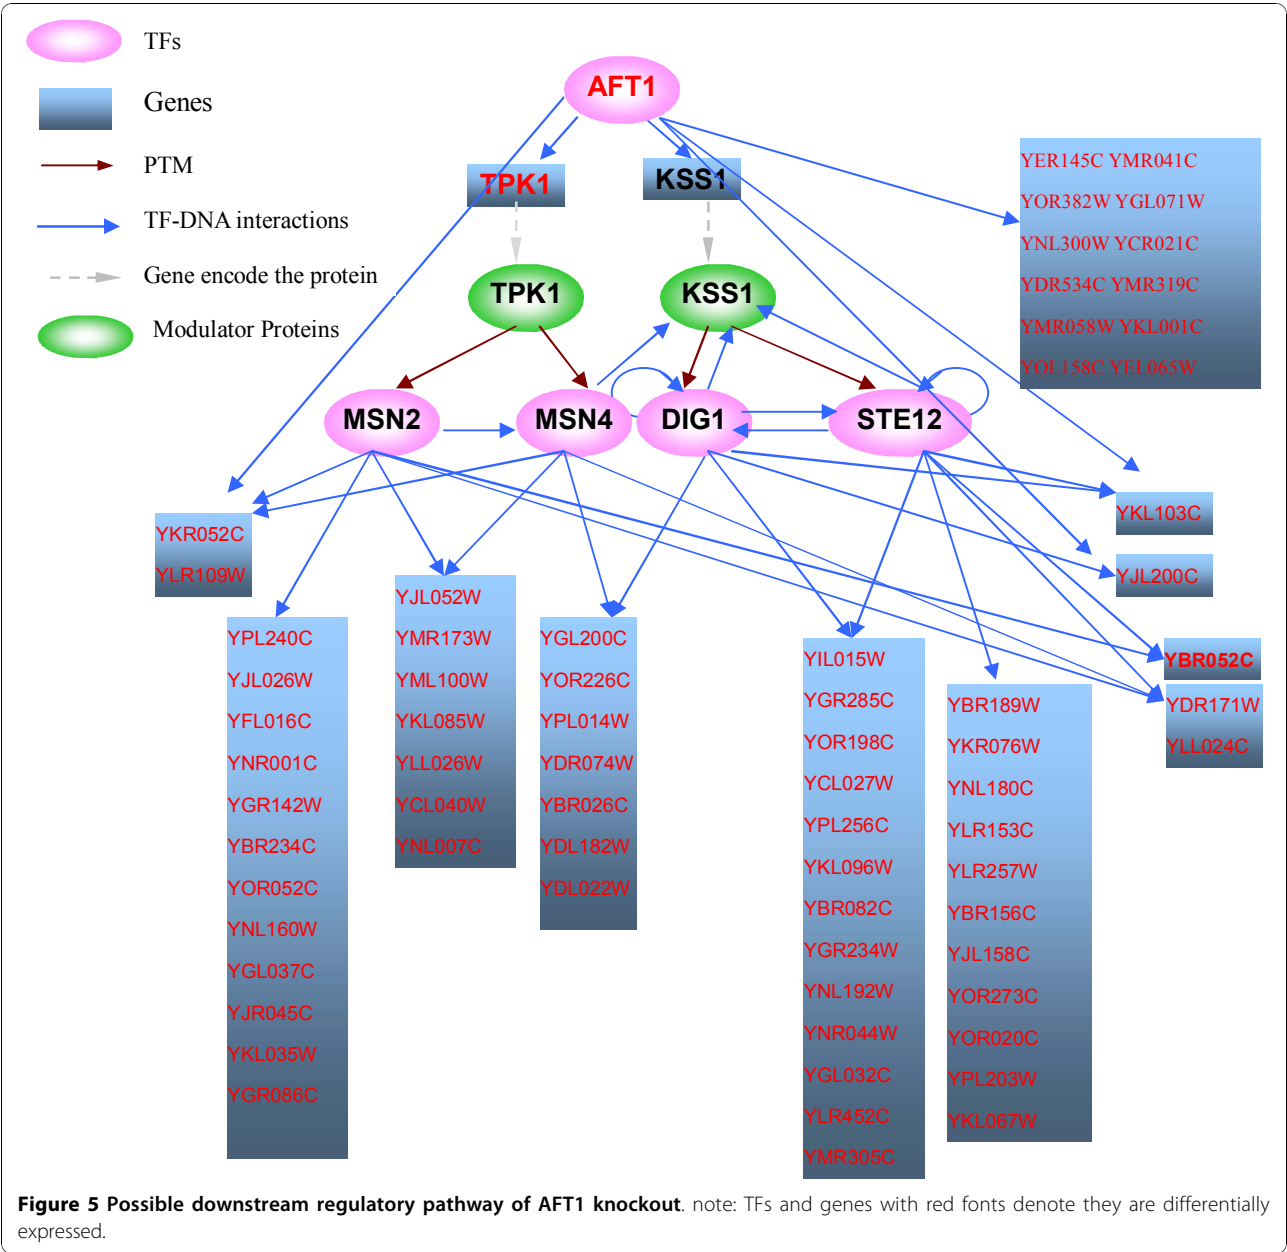 TFs
Genes
PTM
TF-DNA interactions
Gene encode the protein
Modulator Proteins
AFT1
TPK1
KSS1
TPK1
KSS1
MSN2
MSN4
DIG1
STE12
YER145C YMR041C
YOR382W YGL071W
YNL300W YCR021C
YDR534C YMR319C
YMR058W YKL001C
YOL158C YEL065W
YKL103C
YJL200C
YBR052C
YDR171W
YLL024C
YKR052C
YLR109W
YPL240C
YJL026W
YFL016C
YNR001C
YGR142W
YBR234C
YOR052C
YNL160W
YGL037C
YJR045C
YKL035W
YGR086C
YJL052W
YMR173W
YML100W
YKL085W
YLL026W
YCL040W
YNL007C
YGL200C
YOR226C
YPL014W
YDR074W
YBR026C
YDL182W
YDL022W
YIL015W
YGR285C
YOR198C
YCL027W
YPL256C
YKL096W
YBR082C
YGR234W
YNL192W
YNR044W
YGL032C
YLR452C
YMR305C
YBR189W
YKR076W
YNL180C
YLR153C
YLR257W
YBR156C
YJL158C
YOR273C
YOR020C
YPL203W
YKL067W
Figure 5 Possible downstream regulatory pathway of AFT1 knockout. note: TFs and genes with red fonts denote they are differentially
expressed.